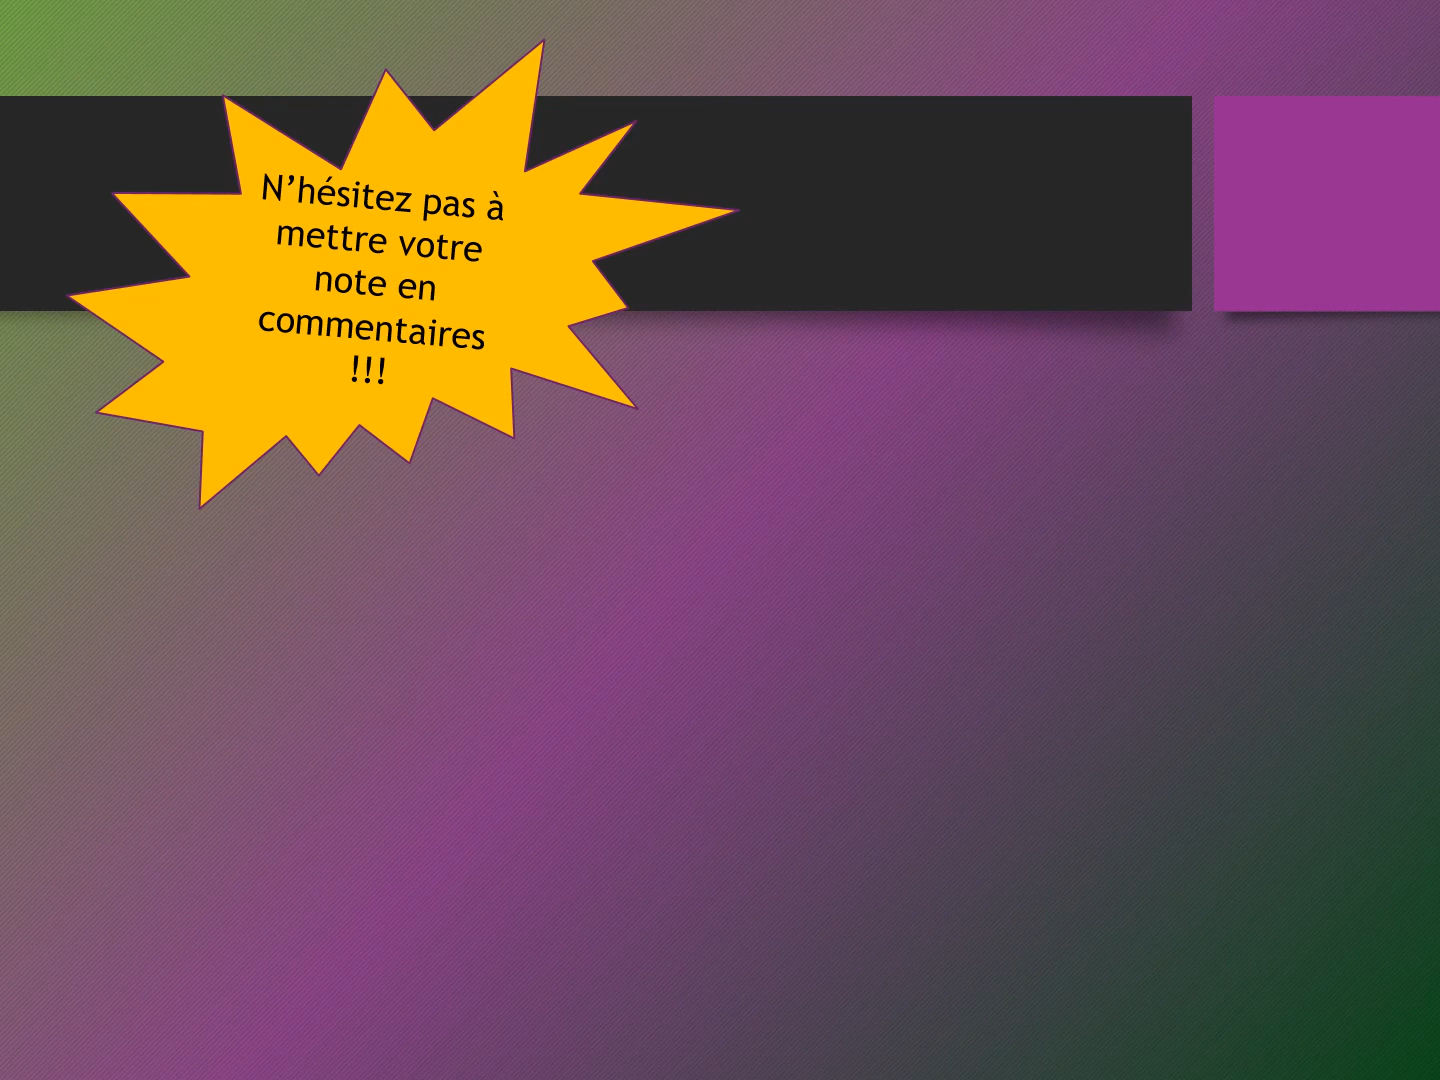 N’hésitez pas à
mettre votre
note en
commentaires
!!!